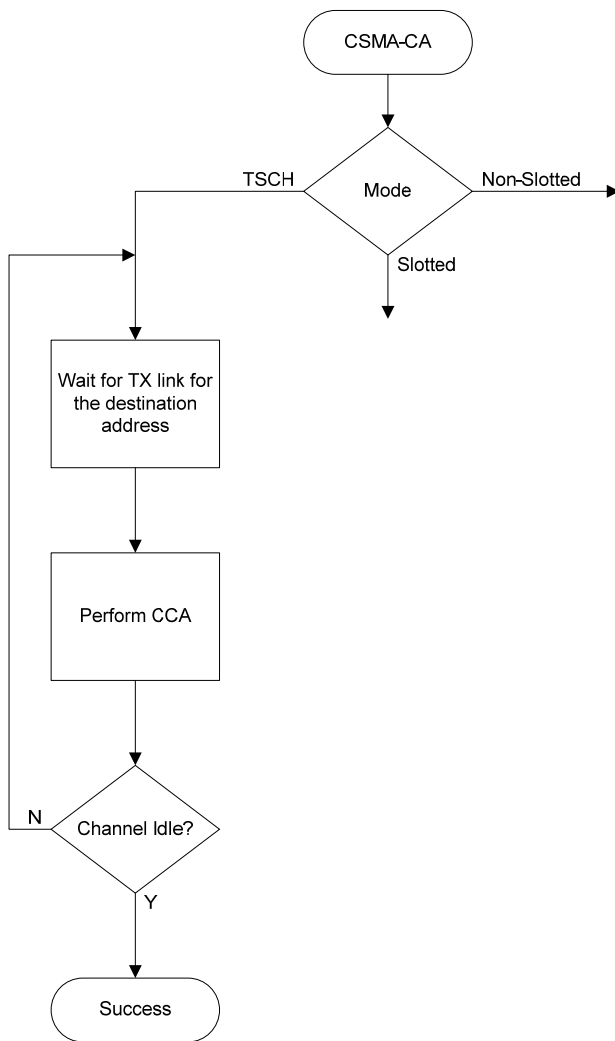 CSMA-CA
TSCH
Mode
Non-Slotted
Slotted
Wait for TX link for
the destination
address
Perform CCA
N
Channel Idle?
Y
Success